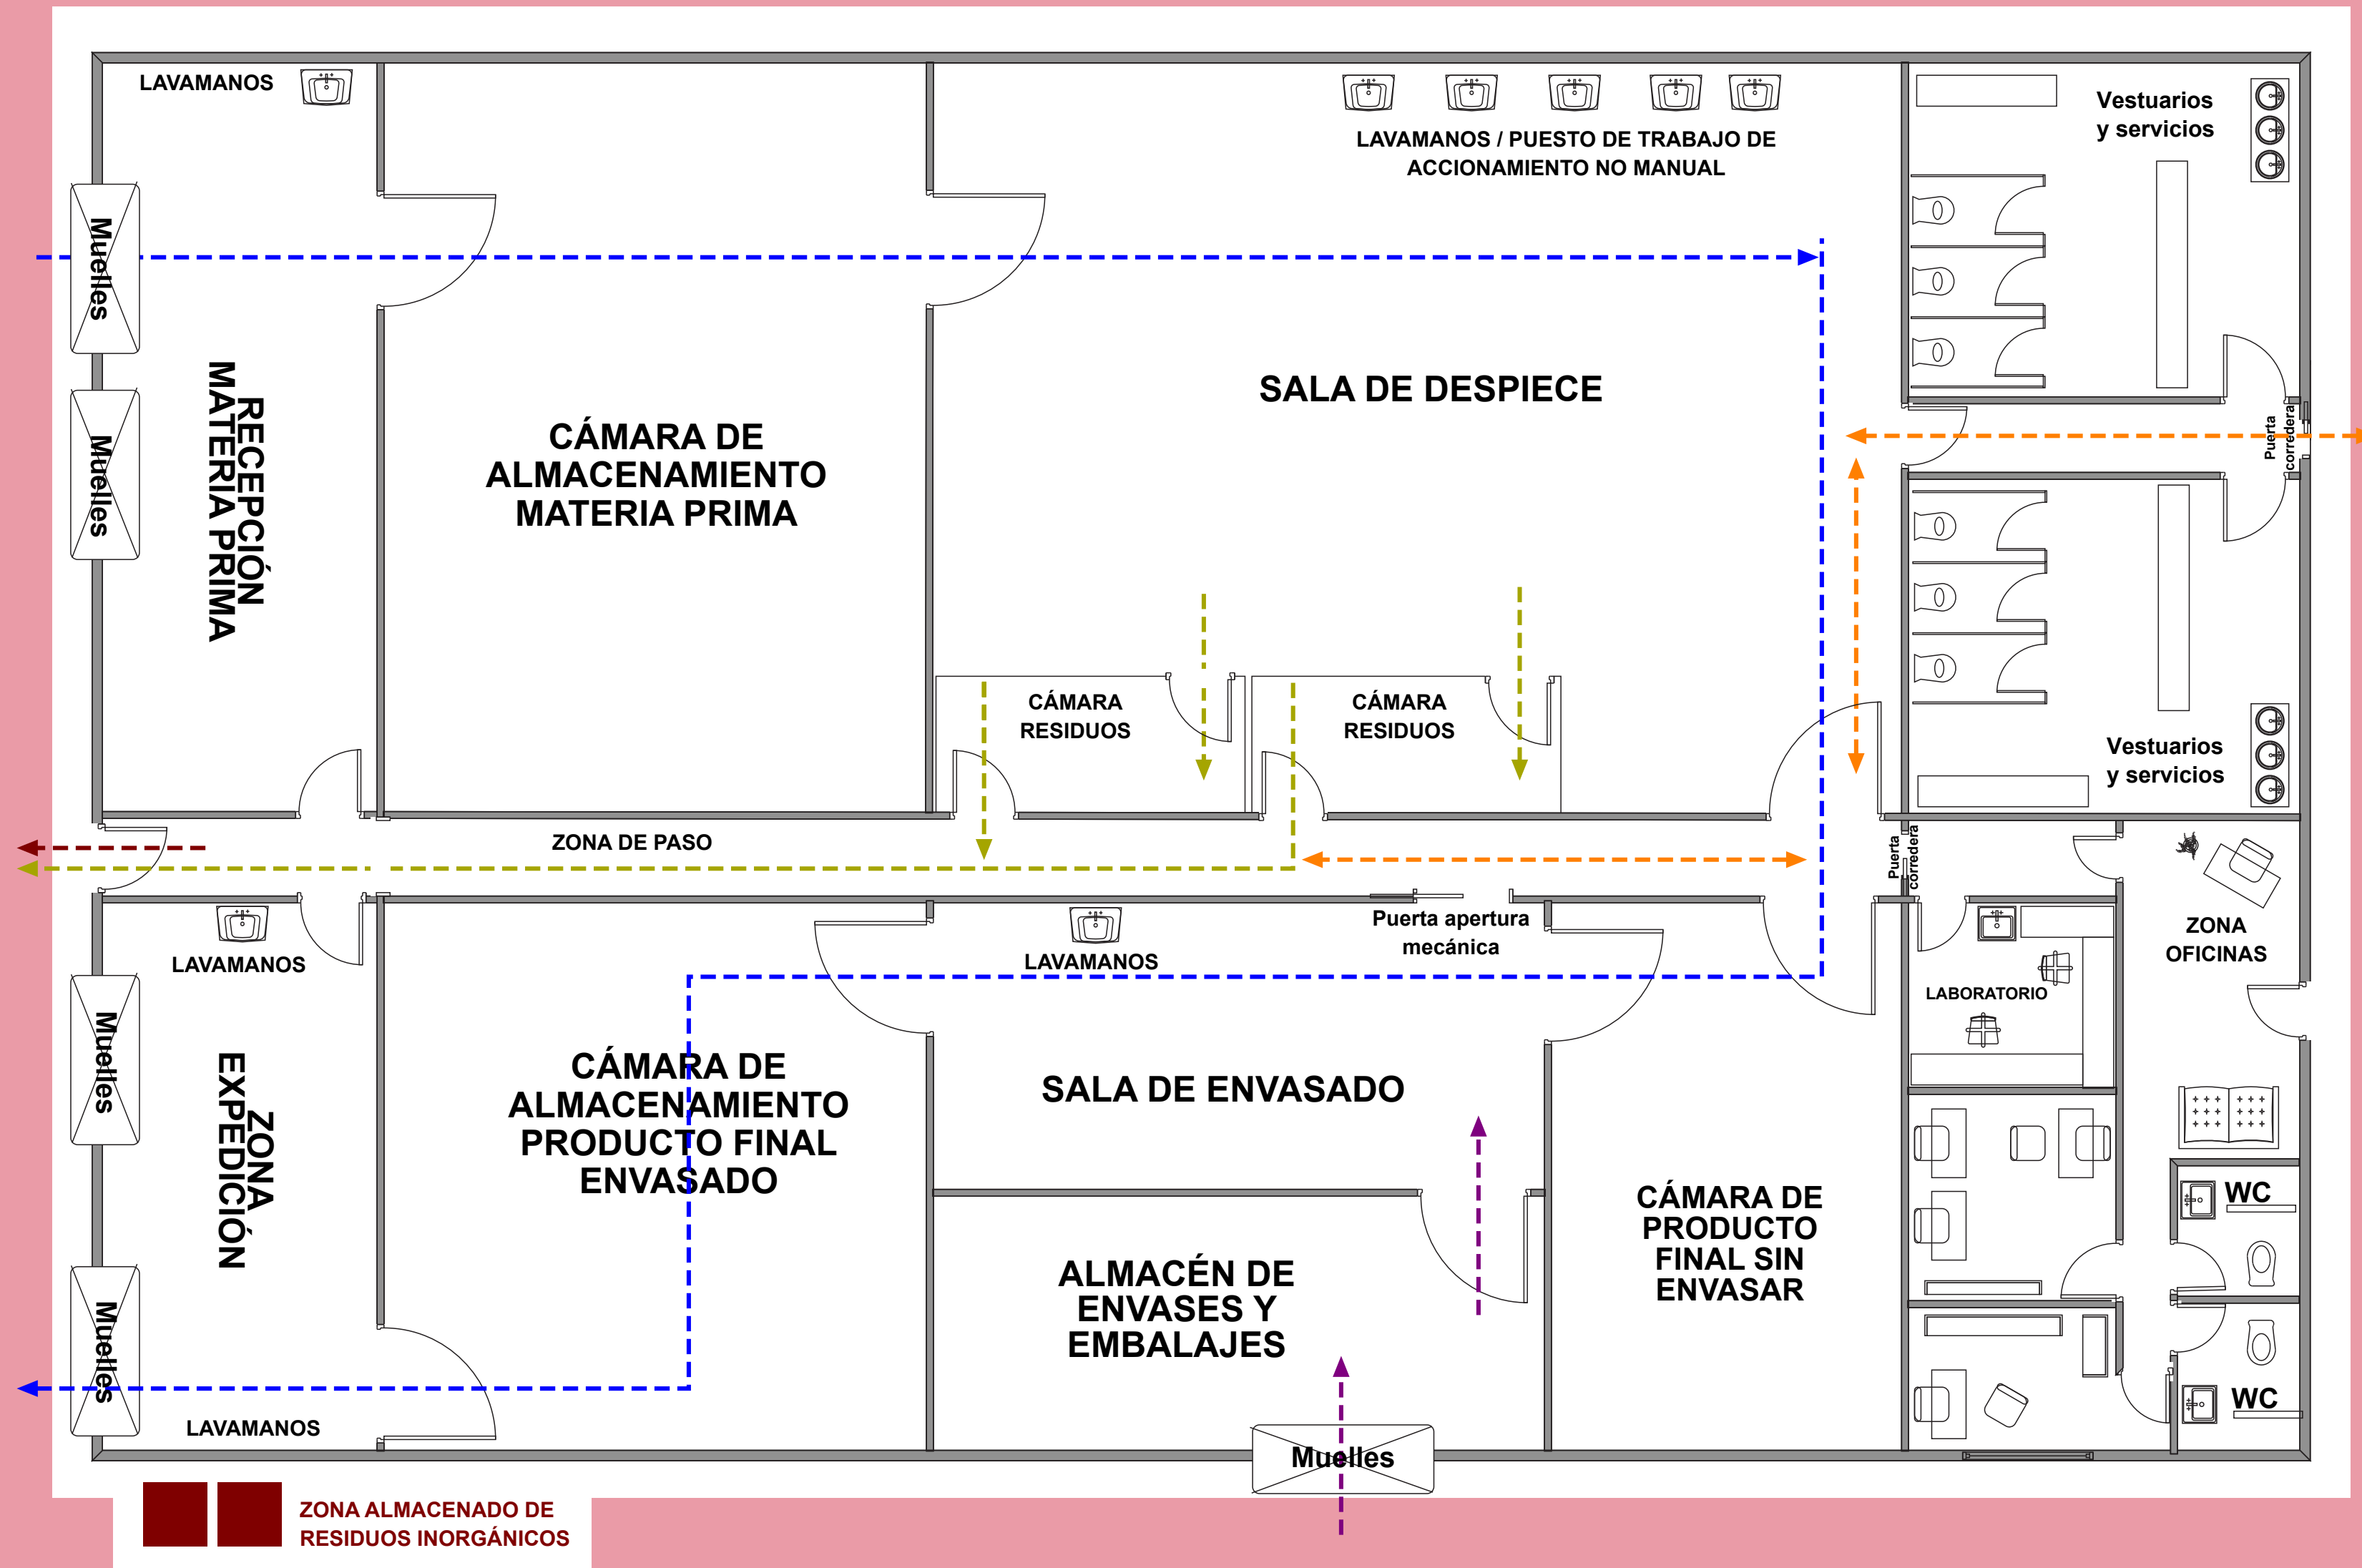 LAVAMANOS
LAVAMANOS / PUESTO DE TRABAJO DE
ACCIONAMIENTO NO MANUAL
Vestuarios
y servicios
Muelles
Muelles
RECEPCIÓN
MATERIA PRIMA
CÁMARA DE
ALMACENAMIENTO
MATERIA PRIMA
SALA DE DESPIECE
Puerta
corredera
CÁMARA
RESIDUOS
CÁMARA
RESIDUOS
Vestuarios
y servicios
ZONA DE PASO
Puerta
corredera
Puerta apertura
mecánica
LAVAMANOS
LAVAMANOS
ZONA
OFICINAS
LABORATORIO
Muelles
ZONA
EXPEDICIÓN
CÁMARA DE
ALMACENAMIENTO
PRODUCTO FINAL
ENVASADO
SALA DE ENVASADO
CÁMARA DE
PRODUCTO
FINAL SIN
ENVASAR
WC
ALMACÉN DE
ENVASES Y
EMBALAJES
Muelles
WC
LAVAMANOS
Muelles
ZONA ALMACENADO DE
RESIDUOS INORGÁNICOS